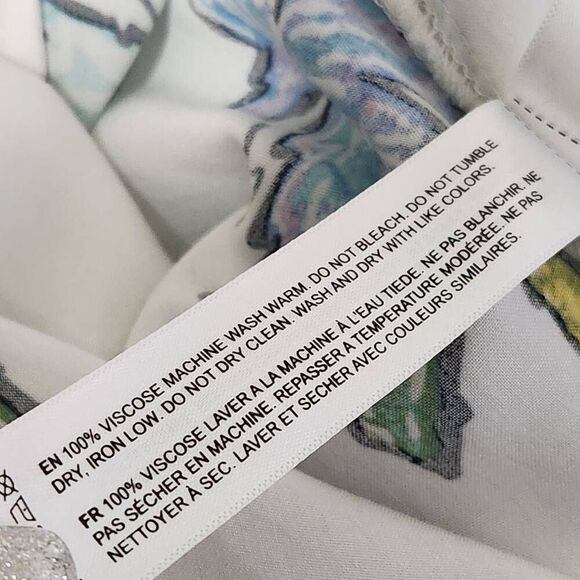 EN 100% VISCOSE MACHINE WASH WARM. DO NOT BLEACH. DO NOT TUMBLE
DRY, IRON LOW. DO NOT DRY CLEAN. WASH AND DRY WITH LIKE COLORS.
FR 100% VISCOSE LAVER A LA MACHINE À L'EAU TIEDE. NE PAS BLANCHIR. NE
PAS SÉCHER EN MACHINE. REPASSER A TEMPERATURE MODÉRÉE. NE PAS
NETTOYER À SEC. LAVER ET SECHER AVEC COULEURS SIMILAIRES.